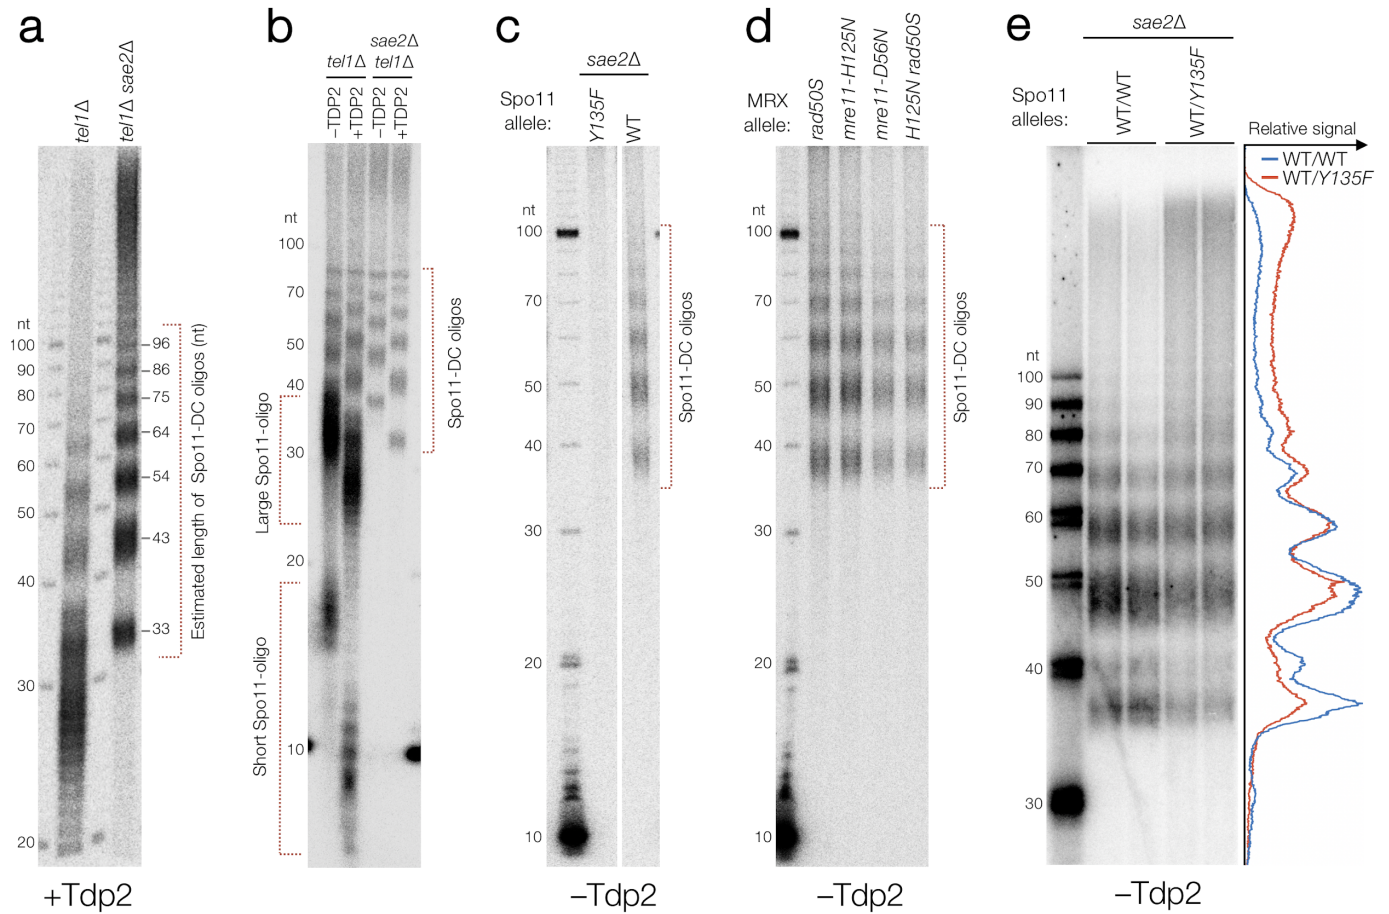 a
tel1Δ
tel1Δ sae2Δ
nt
100
90
80
70
60
50
40
30
20
96
86
75
64
54
43
33
Estimated length of Spo11-DC oligos (nt)
+Tdp2
b
sae2Δ
tel1Δ tel1Δ
–TDP2
+TDP2
–TDP2
+TDP2
nt
100
70
50
40
30
20
10
Large Spo11-oligo
Short Spo11-oligo
Spo11-DC oligos
c
sae2Δ
Spo11
allele:
Y135F
WT
nt
100
70
50
40
30
20
10
Spo11-DC oligos
–Tdp2
d
MRX
allele:
rad50S
mre11-H125N
mre11-D56N
H125N rad50S
nt
100
70
50
40
30
20
10
Spo11-DC oligos
–Tdp2
e
sae2Δ
Spo11
alleles:
WT/WT
WT/Y135F
nt
100
90
80
70
60
50
40
30
Relative signal
WT/WT
WT/Y135F
–Tdp2